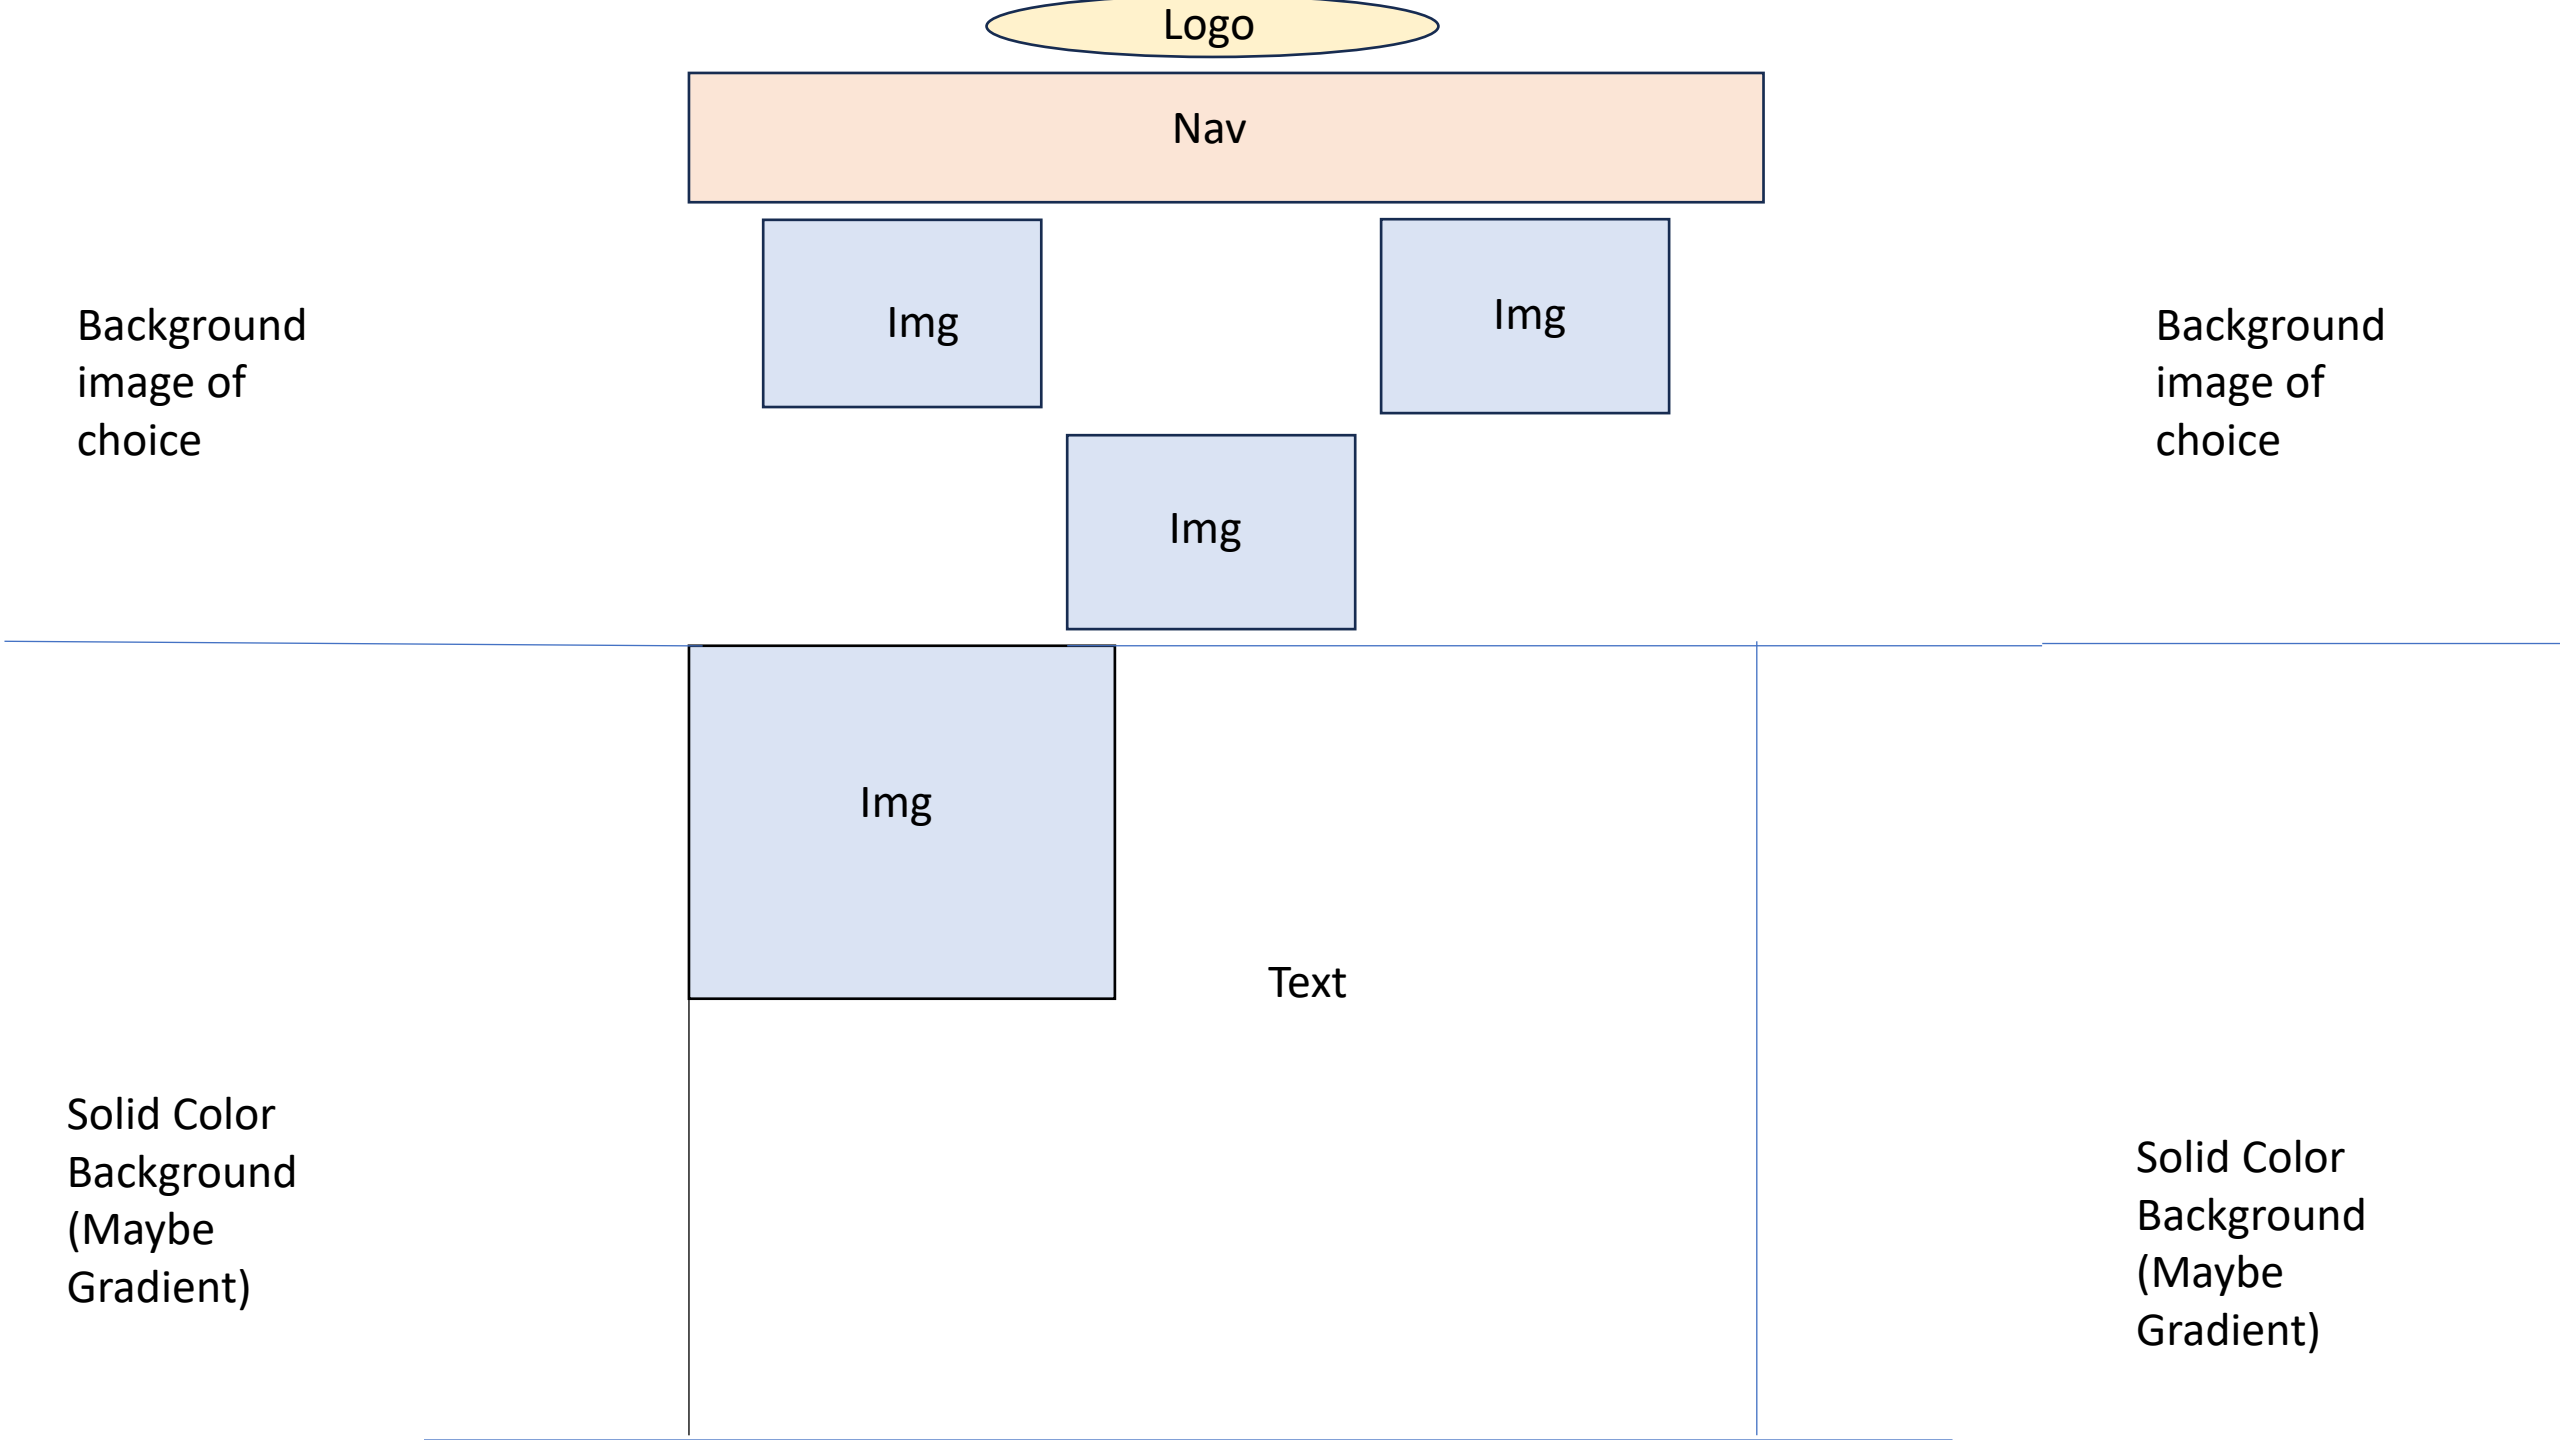 Logo
Nav
Img
Img
Background
image of
choice
Background
image of
choice
Img
Img
Text
Solid Color
Background
(Maybe
Gradient)
Solid Color
Background
(Maybe
Gradient)